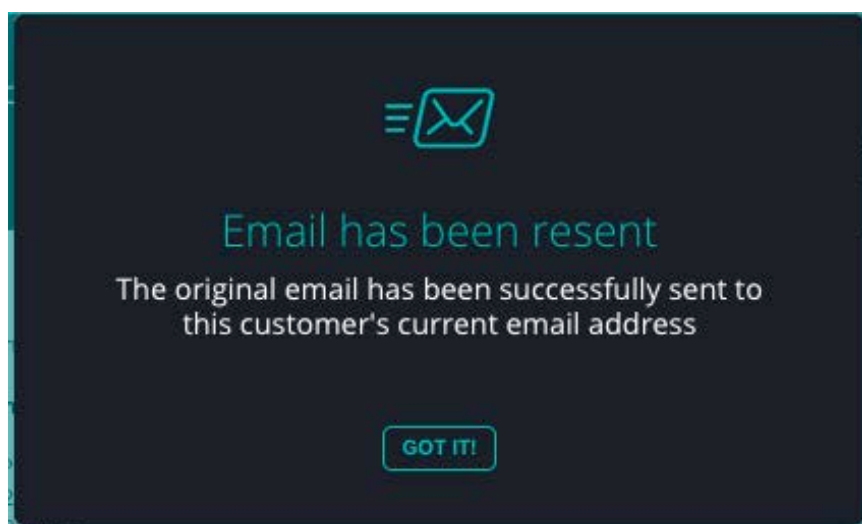 Email has been resent
The original email has been successfully sent to
this customer's current email address
GOT IT!